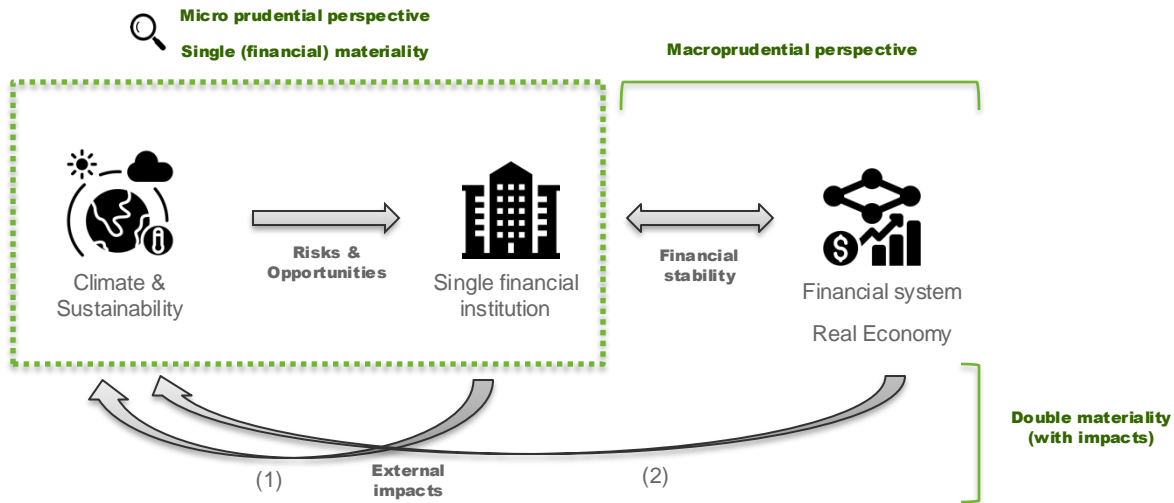 Micro prudential perspective
Single (financial) materiality
Macroprudential perspective
Risks &
Opportunities
Climate &
Sustainability
Single financial
institution
Financial
stability
$
Financial system
Real Economy
Double materiality
(with impacts)
(1)
External
impacts
(2)